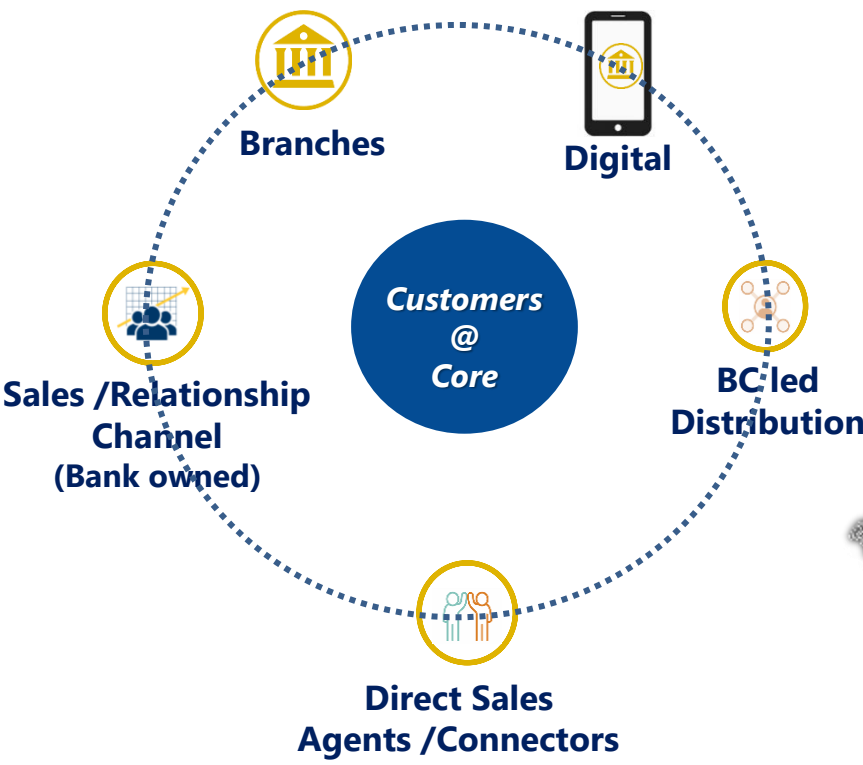 Branches
Digital
Customers
@
Core
Sales /Relationship
Channel
(Bank owned)
BC led
Distribution
Direct Sales
Agents /Connectors